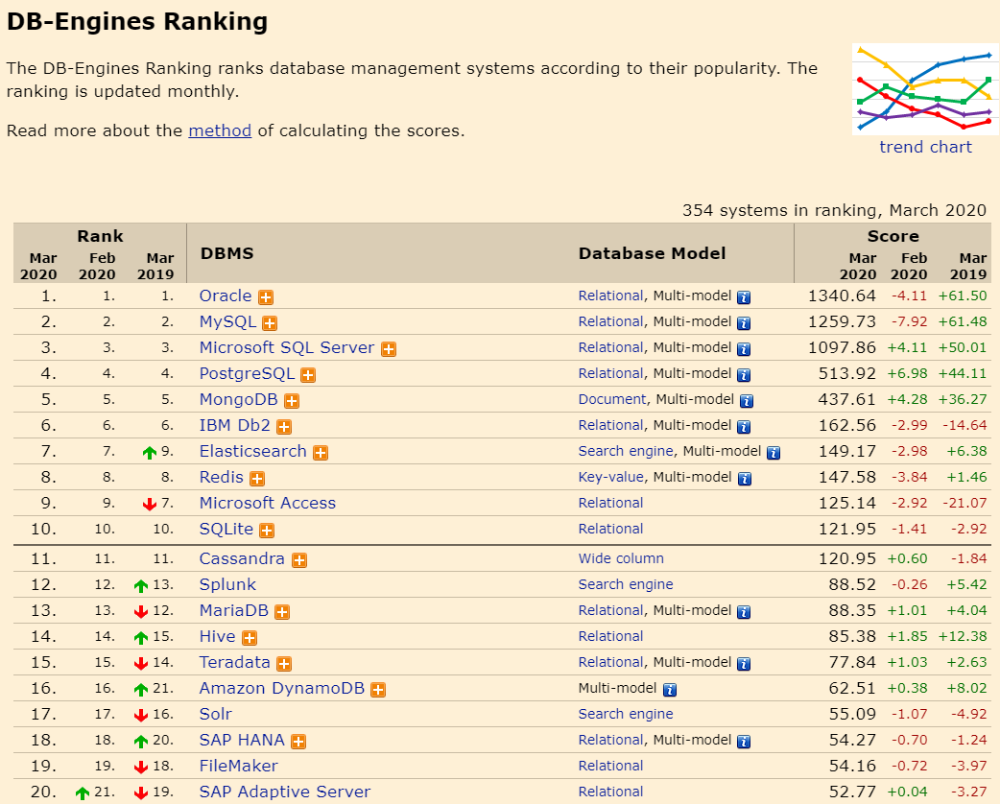 DB-Engines Ranking
The DB-Engines Ranking ranks database management systems according to their popularity. The
ranking is updated monthly.
Read more about the method of calculating the scores.
trend chart
354 systems in ranking, March 2020
Rank DBMS Database Model Score
Mar 2020 Feb 2020 Mar 2019 Mar 2020 Feb 2020 Mar 2019
1. 1. 1. Oracle Relational, Multi-model i 1340.64 -4.11 +61.50
2. 2. 2. MySQL Relational, Multi-model i 1259.73 -7.92 +61.48
3. 3. 3. Microsoft SQL Server Relational, Multi-model i 1097.86 +4.11 +50.01
4. 4. 4. PostgreSQL Relational, Multi-model i 513.92 +6.98 +44.11
5. 5. 5. MongoDB Document, Multi-model i 437.61 +4.28 +36.27
6. 6. 6. IBM Db2 Relational, Multi-model i 162.56 -2.99 -14.64
7. 7. 9. Elasticsearch Search engine, Multi-model i 149.17 -2.98 +6.38
8. 8. 8. Redis Key-value, Multi-model i 147.58 -3.84 +1.46
9. 9. 7. Microsoft Access Relational 125.14 -2.92 -21.07
10. 10. 10. SQLite Relational 121.95 -1.41 -2.92
11. 11. 11. Cassandra Wide column 120.95 +0.60 -1.84
12. 12. 13. Splunk Search engine 88.52 -0.26 +5.42
13. 13. 12. MariaDB Relational, Multi-model i 88.35 +1.01 +4.04
14. 14. 15. Hive Relational 85.38 +1.85 +12.38
15. 15. 14. Teradata Relational, Multi-model i 77.84 +1.03 +2.63
16. 16. 21. Amazon DynamoDB Multi-model i 62.51 +0.38 +8.02
17. 17. 16. Solr Search engine 55.09 -1.07 -4.92
18. 18. 20. SAP HANA Relational, Multi-model i 54.27 -0.70 -1.24
19. 19. 18. FileMaker Relational 54.16 -0.72 -3.97
20. 21. 19. SAP Adaptive Server Relational 52.77 +0.04 -3.27